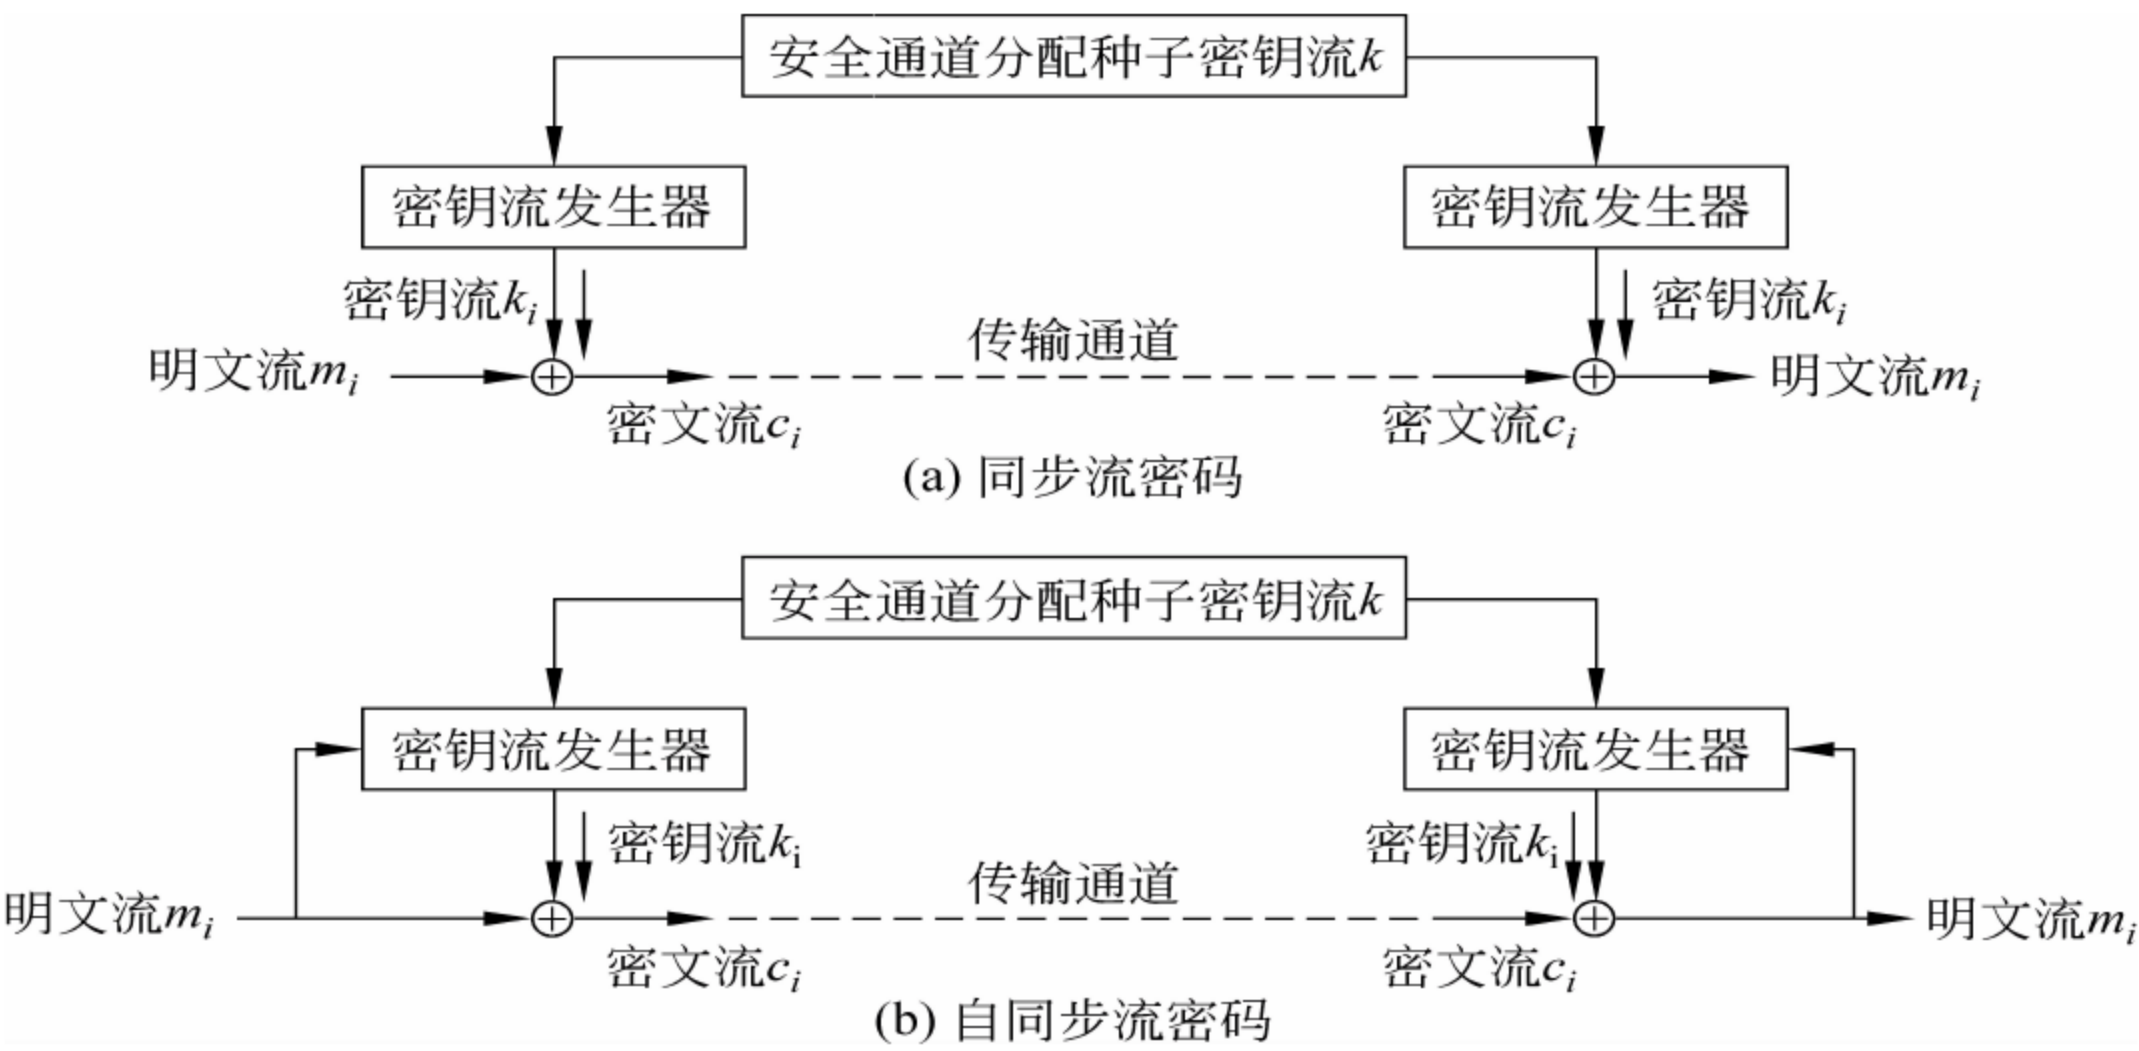 安全通道分配种子密钥流k
密钥流发生器 密钥流发生器
密钥流kᵢ 密钥流kᵢ
传输通道
明文流mᵢ 明文流mᵢ
密文流cᵢ 密文流cᵢ
(a) 同步流密码
安全通道分配种子密钥流k
密钥流发生器 密钥流发生器
密钥流kᵢ 密钥流kᵢ
传输通道
明文流mᵢ 明文流mᵢ
密文流cᵢ 密文流cᵢ
(b) 自同步流密码